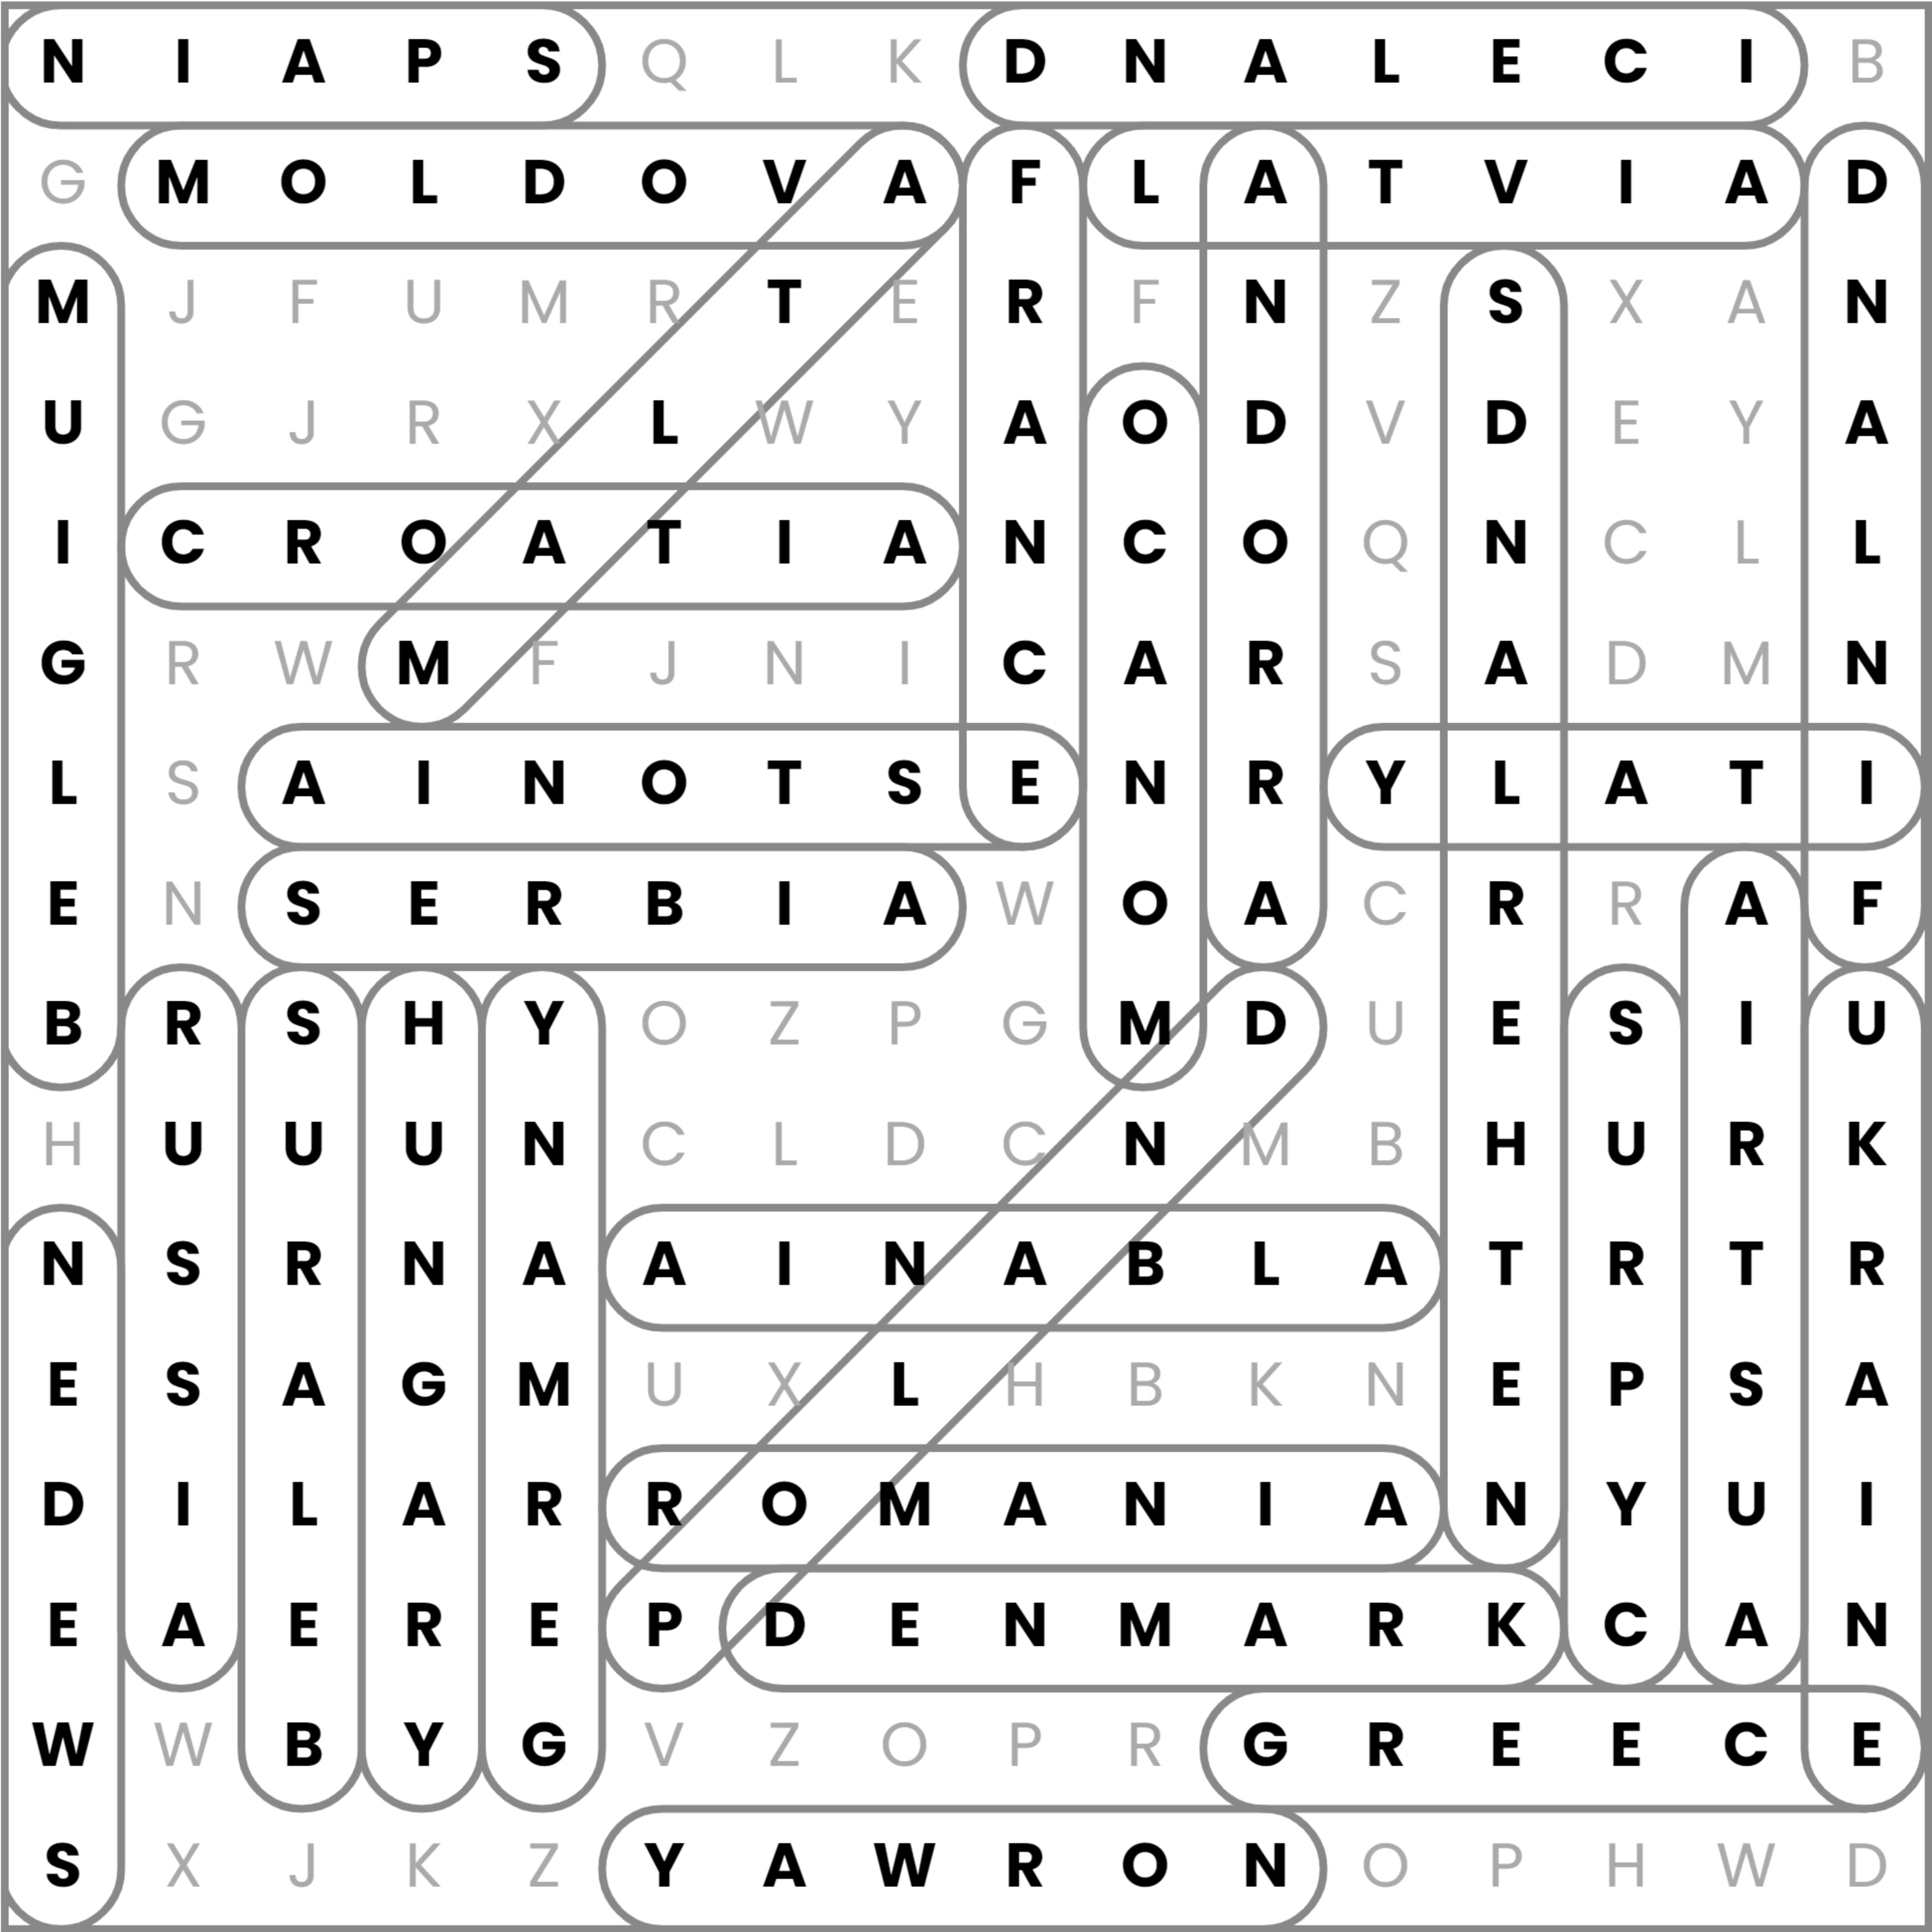 N I A P S Q L K D N A L E C I B
G M O L D O V A F L A T V I A D
M J F U M R T E R F N Z S X A N
U G J R X L W Y A O D V D E Y A
I C R O A T I A N C O Q N C L L
G R W M F J N I C A R S A D M N
L S A I N O T S E N R Y L A T I
E N S E R B I A W O A C R R A F
B R S H Y O Z P G M D U E S I U
H U U U N C L D C N M B H U R K
N S R N A A I N A B L A T R T R
E S A G M U X L H B K N E P S A
D I L A R R O M A N I A N Y U I
E A E R E P D E N M A R K C A N
W W B Y G V Z O P R G R E E C E
S X J K Z Y A W R O N O P H W D